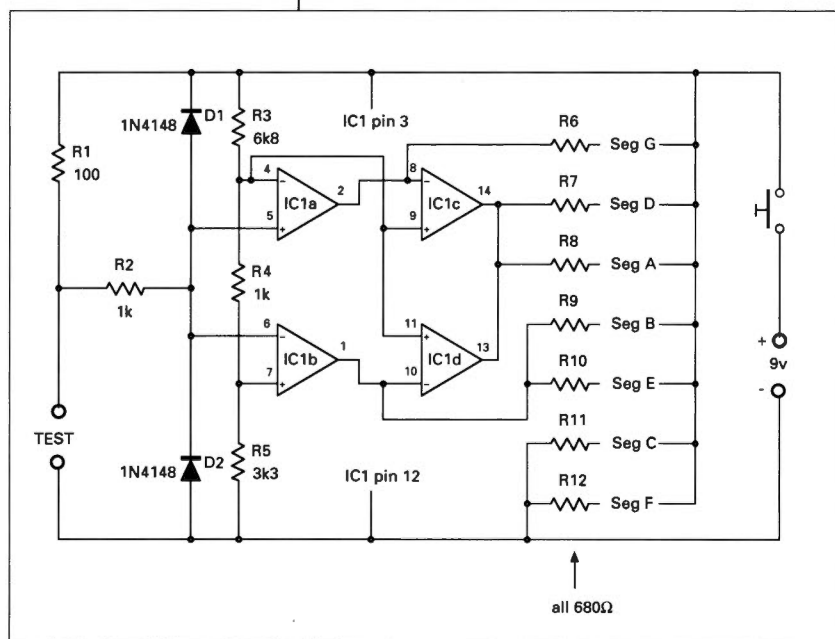 1N4148
D1
R3
6k8
IC1 pin 3
R6
Seg G
R1
100
4
−
IC1a
+
5
2
8
−
IC1c
+
9
14
R7
Seg D
R2
1k
R4
1k
R8
Seg A
R9
Seg B
6
−
IC1b
+
7
1
11
+
IC1d
−
10
13
R10
Seg E
+
9v
-
TEST
1N4148
D2
R5
3k3
IC1 pin 12
R11
Seg C
R12
Seg F
all 680Ω